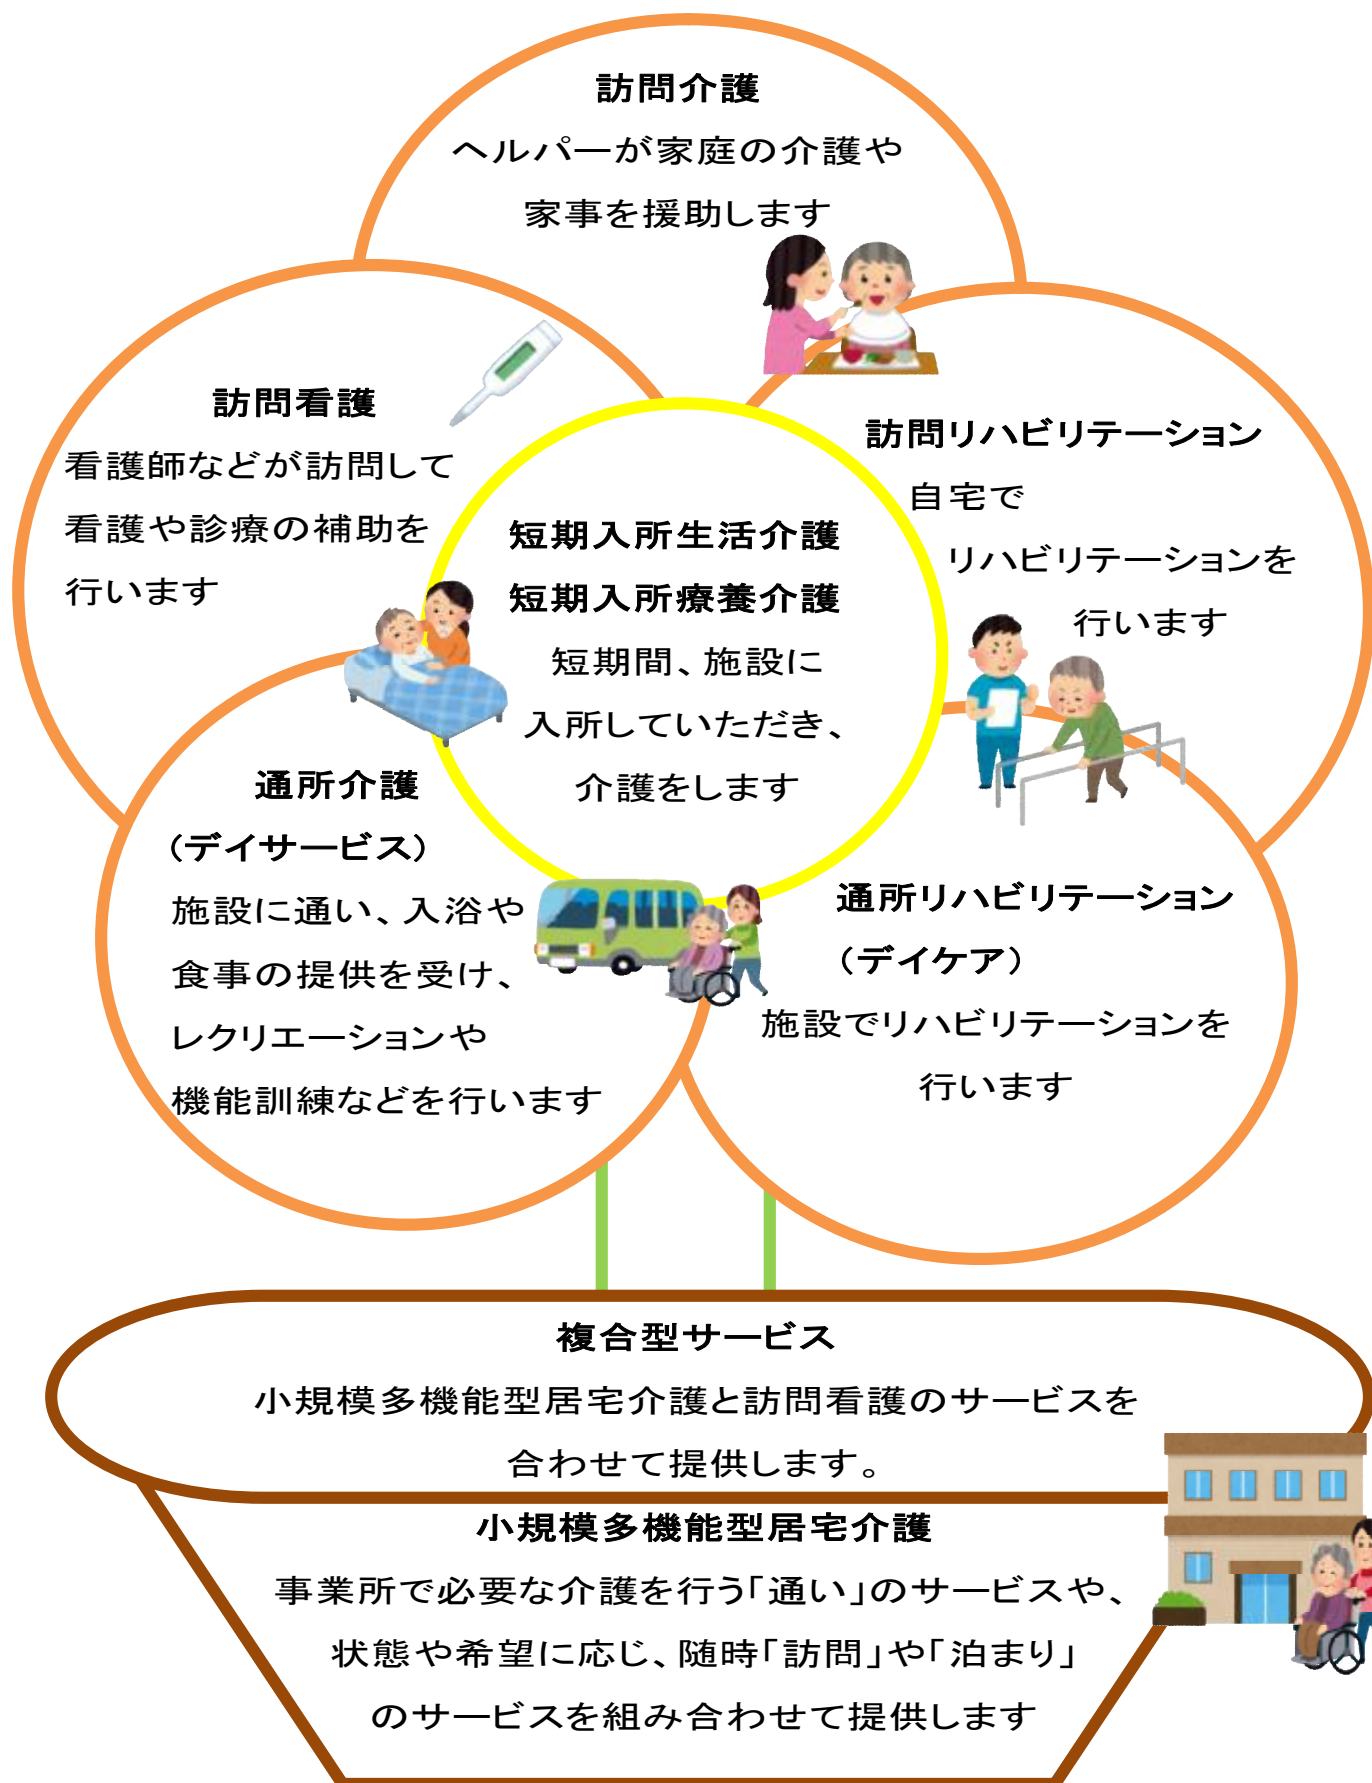 訪問介護
ヘルパーが家庭の介護や
家事を援助します
訪問看護
看護師などが訪問して
看護や診療の補助を
行います
訪問リハビリテーション
自宅で
リハビリテーションを
行います
短期入所生活介護
短期入所療養介護
短期間、施設に
入所していただき、
介護をします
通所介護
（デイサービス）
施設に通い、入浴や
食事の提供を受け、
レクリエーションや
機能訓練などを行います
通所リハビリテーション
（デイケア）
施設でリハビリテーションを
行います
複合型サービス
小規模多機能型居宅介護と訪問看護のサービスを
合わせて提供します。
小規模多機能型居宅介護
事業所で必要な介護を行う「通い」のサービスや、
状態や希望に応じ、随時「訪問」や「泊まり」
のサービスを組み合わせて提供します